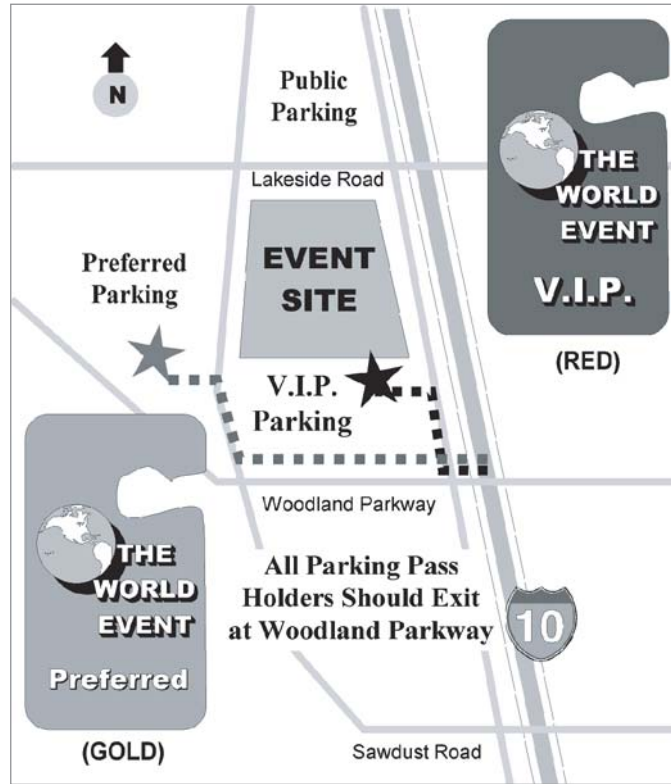 N
Public
Parking
Lakeside Road
THE
WORLD
EVENT
V.I.P.
(RED)
EVENT
SITE
Preferred
Parking
V.I.P.
Parking
Woodland Parkway
THE
WORLD
EVENT
Preferred
(GOLD)
All Parking Pass
Holders Should Exit
at Woodland Parkway
10
Sawdust Road